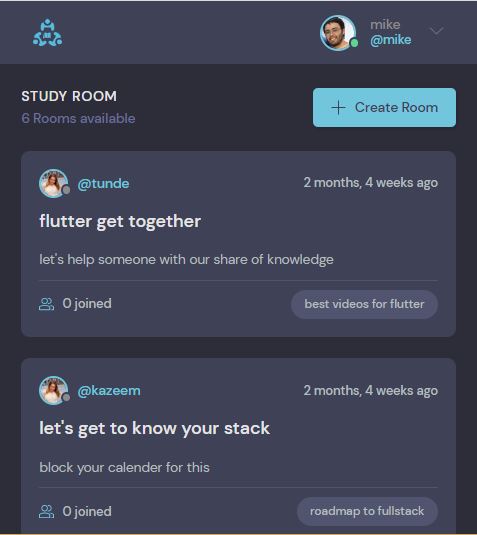 mike
@mike
STUDY ROOM
6 Rooms available
Create Room
@tunde
2 months, 4 weeks ago
flutter get together
let's help someone with our share of knowledge
0 joined
best videos for flutter
@kazeem
2 months, 4 weeks ago
let's get to know your stack
block your calender for this
0 joined
roadmap to fullstack